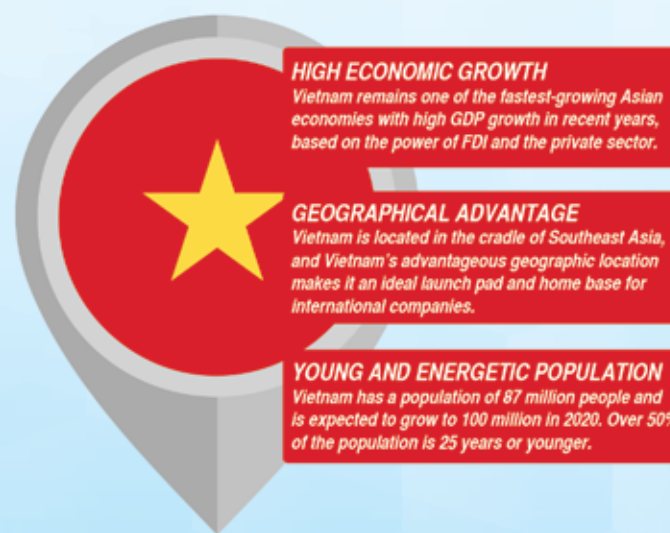 HIGH ECONOMIC GROWTH
Vietnam remains one of the fastest-growing Asian
economies with high GDP growth in recent years,
based on the power of FDI and the private sector.
GEOGRAPHICAL ADVANTAGE
Vietnam is located in the cradle of Southeast Asia,
and Vietnam's advantageous geographic location
makes it an ideal launch pad and home base for
international companies.
YOUNG AND ENERGETIC POPULATION
Vietnam has a population of 87 million people and
is expected to grow to 100 million in 2020. Over 50%
of the population is 25 years or younger.